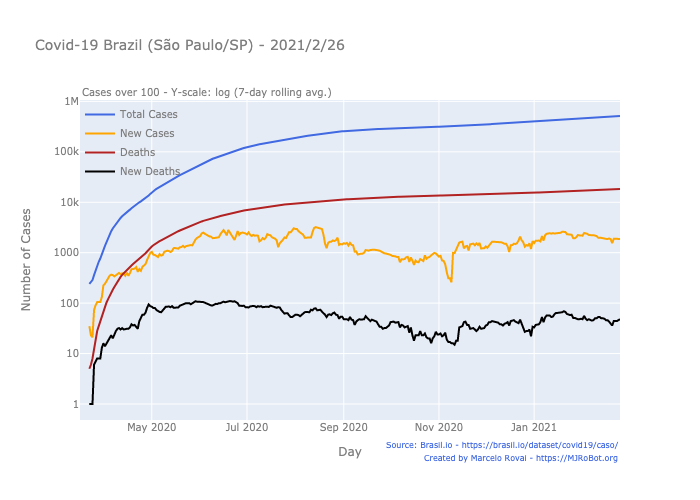 Covid-19 Brazil (São Paulo/SP) - 2021/2/26
Cases over 100 - Y-scale: log (7-day rolling avg.)
1M
100k
10k
1000
100
10
1
Total Cases
New Cases
Deaths
New Deaths
Number of Cases
May 2020
Jul 2020
Sep 2020
Nov 2020
Jan 2021
Day
Source: Brasil.io - https://brasil.io/dataset/covid19/caso/
Created by Marcelo Rovai - https://MJRoBot.org